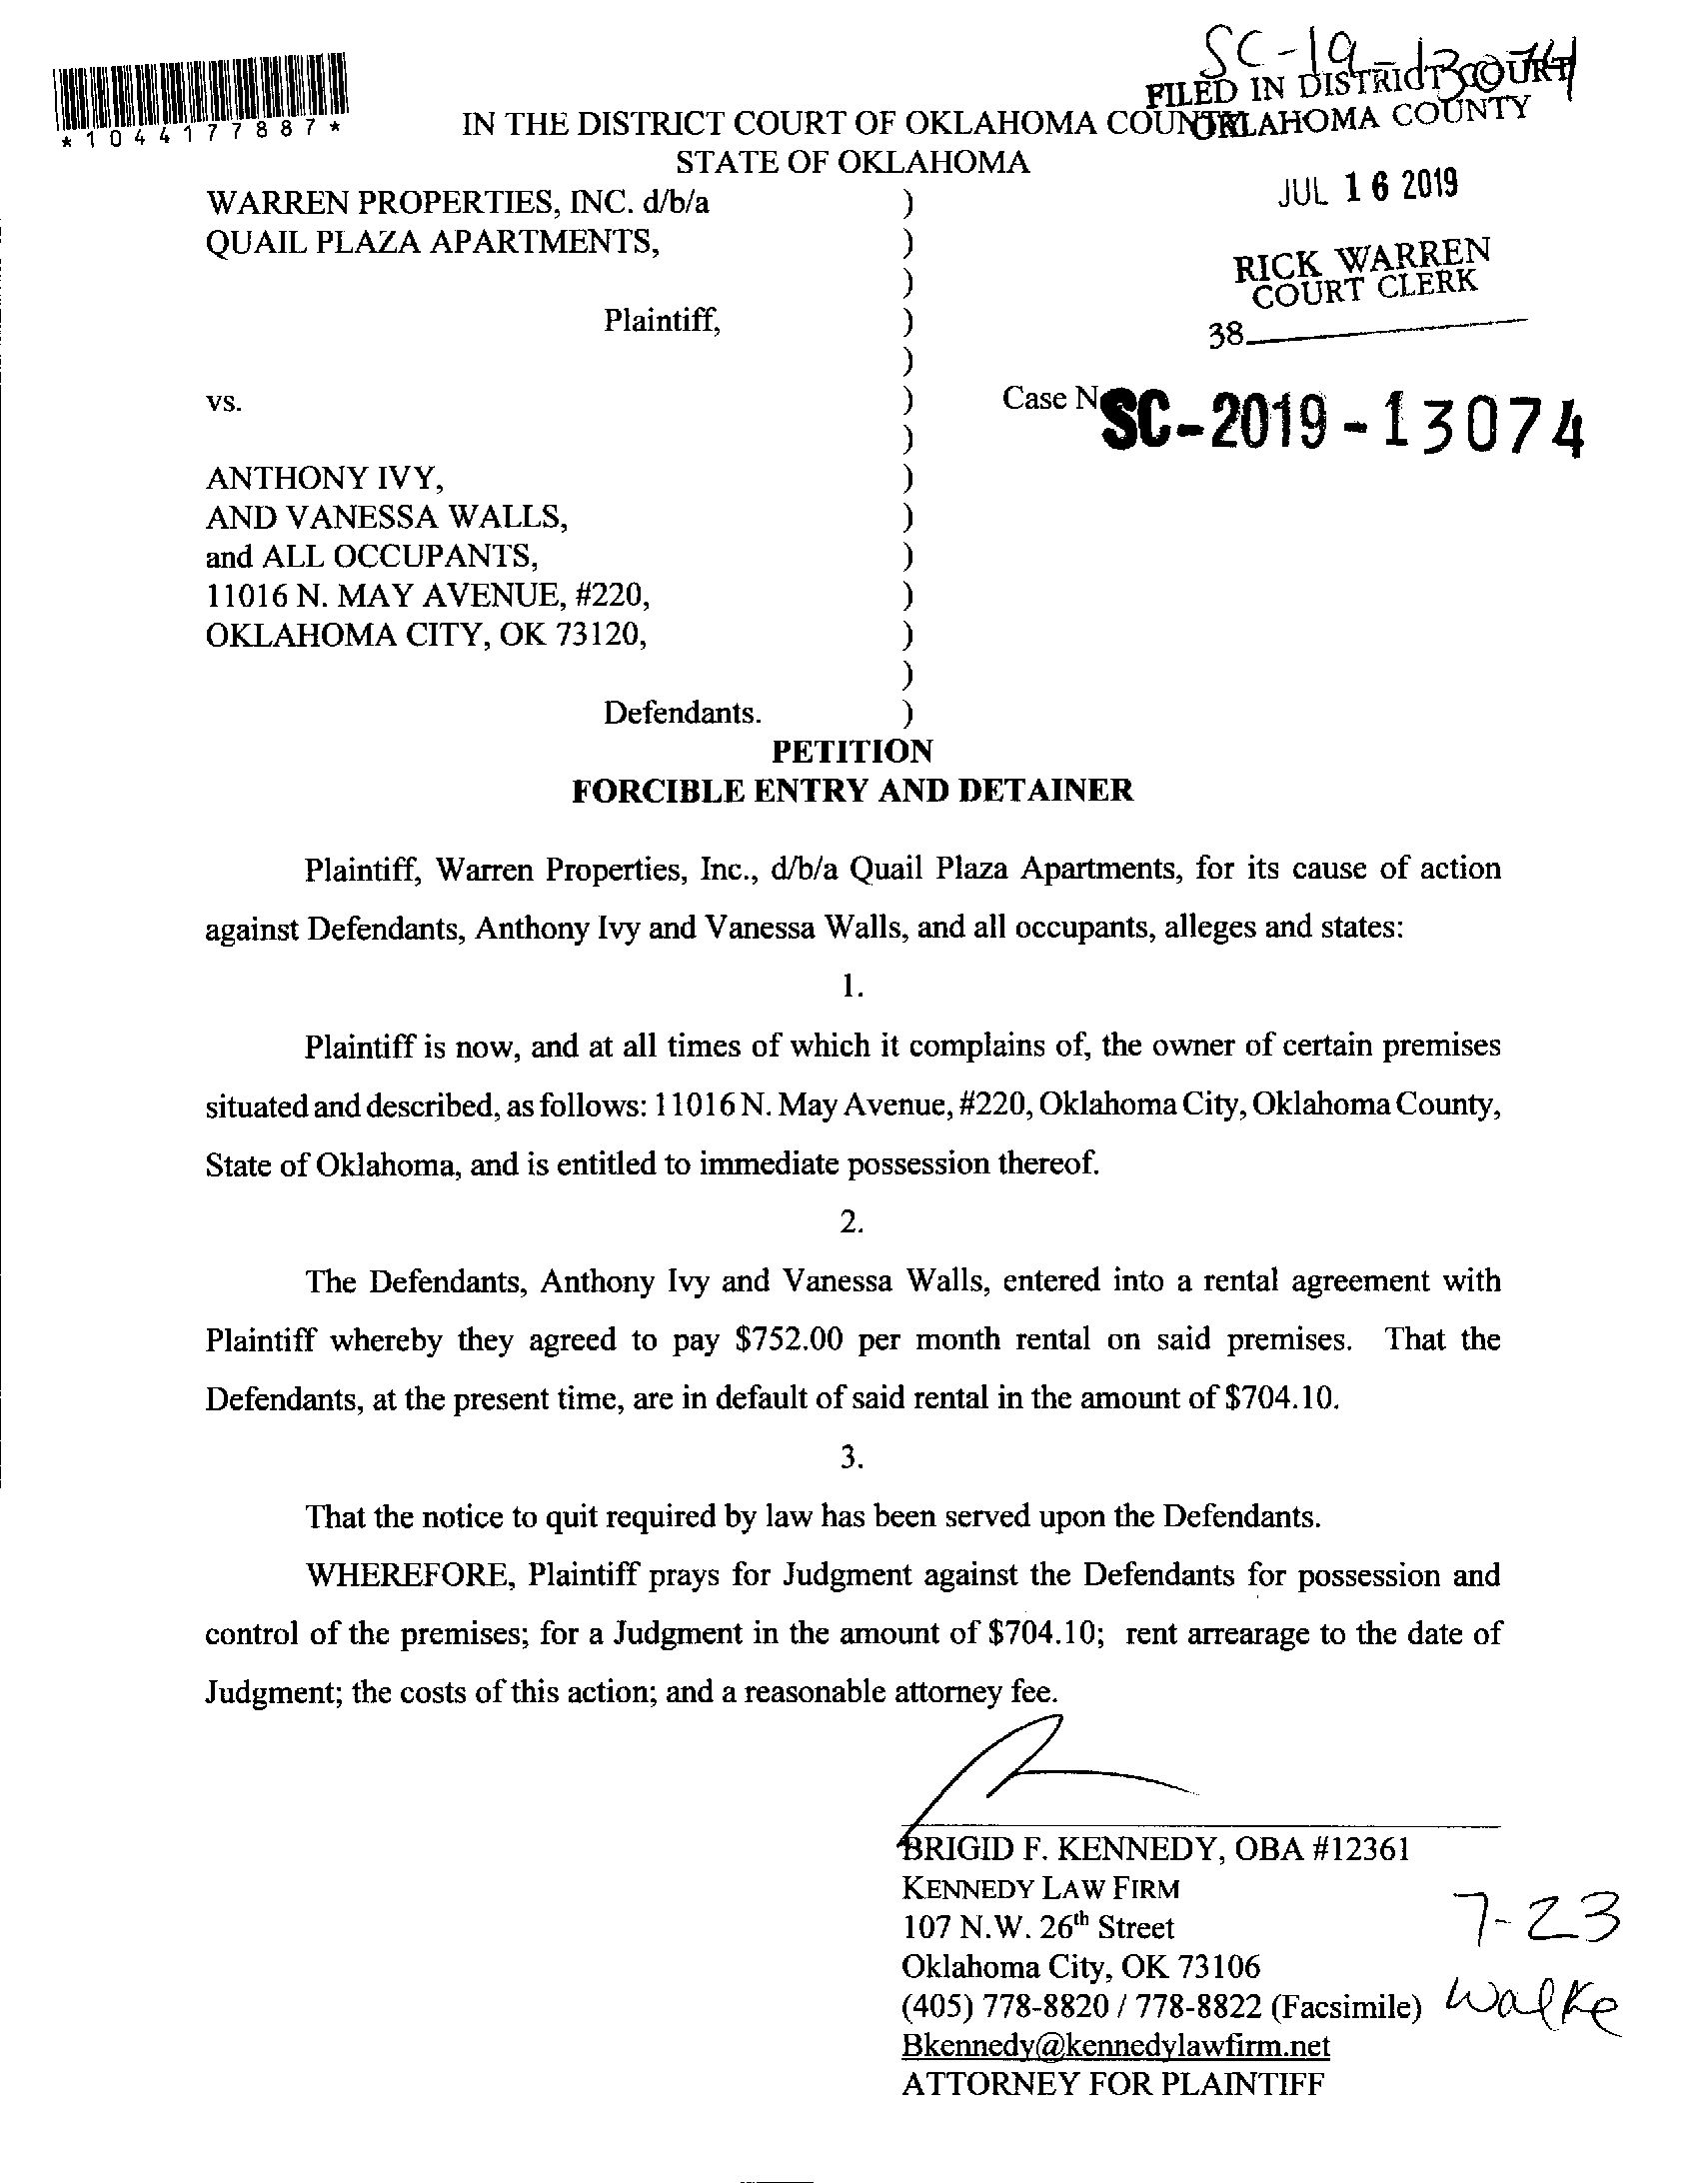 SC-19-13074
FILED IN DISTRICT COURT
OKLAHOMA COUNTY
*1044177887*
IN THE DISTRICT COURT OF OKLAHOMA COUNTY
STATE OF OKLAHOMA
JUL 16 2019
RICK WARREN
COURT CLERK
38
WARREN PROPERTIES, INC. d/b/a )
QUAIL PLAZA APARTMENTS, )
)
Plaintiff, )
)
vs. ) Case N
SC-2019-13074
)
ANTHONY IVY, )
AND VANESSA WALLS, )
and ALL OCCUPANTS, )
11016 N. MAY AVENUE, #220, )
OKLAHOMA CITY, OK 73120, )
)
Defendants. )
PETITION
FORCIBLE ENTRY AND DETAINER
Plaintiff, Warren Properties, Inc., d/b/a Quail Plaza Apartments, for its cause of action
against Defendants, Anthony Ivy and Vanessa Walls, and all occupants, alleges and states:
1.
Plaintiff is now, and at all times of which it complains of, the owner of certain premises
situated and described, as follows: 11016 N. May Avenue, #220, Oklahoma City, Oklahoma County,
State of Oklahoma, and is entitled to immediate possession thereof.
2.
The Defendants, Anthony Ivy and Vanessa Walls, entered into a rental agreement with
Plaintiff whereby they agreed to pay $752.00 per month rental on said premises. That the
Defendants, at the present time, are in default of said rental in the amount of $704.10.
3.
That the notice to quit required by law has been served upon the Defendants.
WHEREFORE, Plaintiff prays for Judgment against the Defendants for possession and
control of the premises; for a Judgment in the amount of $704.10; rent arrearage to the date of
Judgment; the costs of this action; and a reasonable attorney fee.
BRIGID F. KENNEDY, OBA #12361
KENNEDY LAW FIRM
107 N.W. 26th Street
Oklahoma City, OK 73106
(405) 778-8820 / 778-8822 (Facsimile)
Bkennedy@kennedylawfirm.net
ATTORNEY FOR PLAINTIFF
7-23
Walke